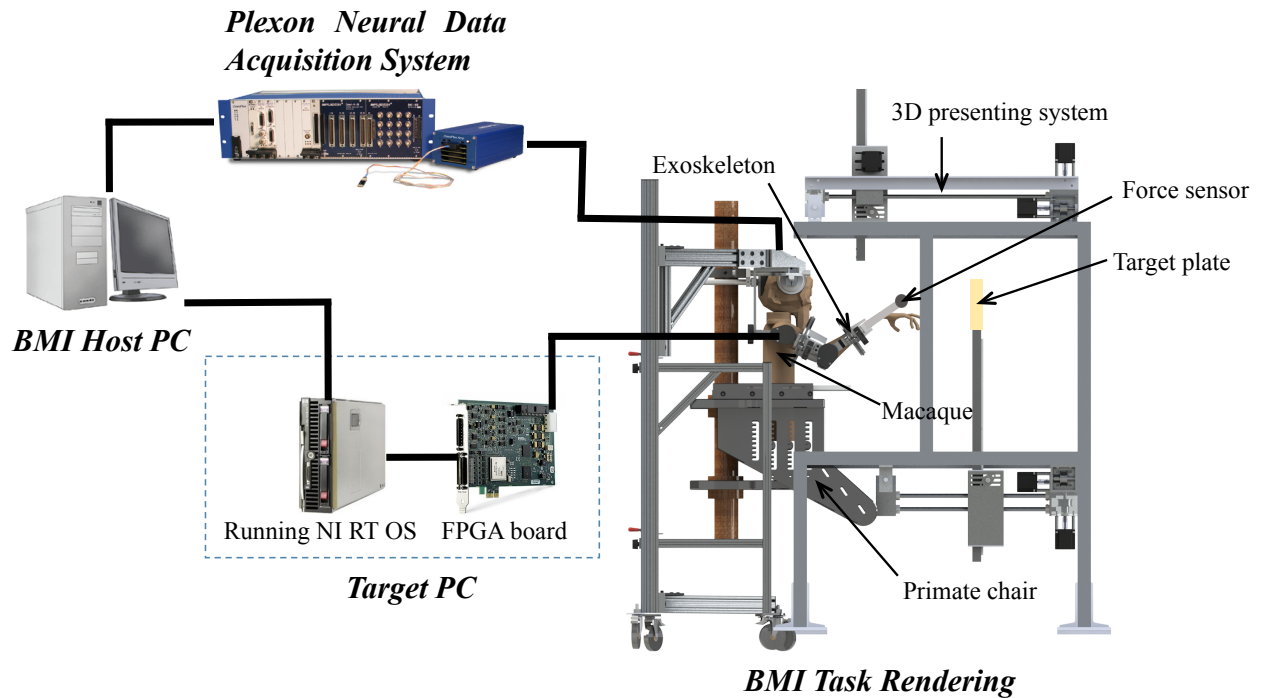 Plexon Neural Data
Acquisition System
3D presenting system
Exoskeleton
Force sensor
Target plate
BMI Host PC
Macaque
Running NI RT OS
FPGA board
Target PC
Primate chair
BMI Task Rendering